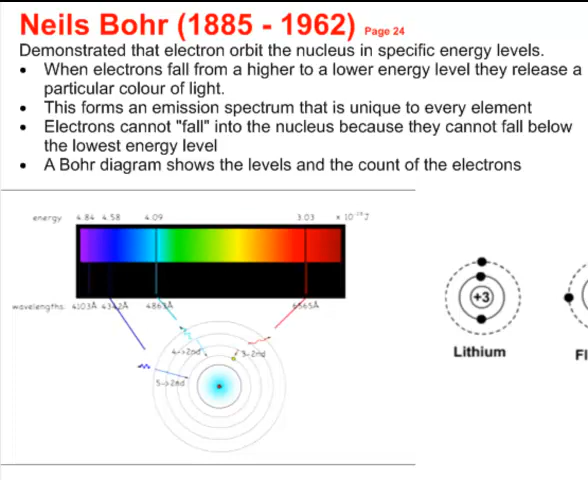 Neils Bohr (1885 - 1962) Page 24
Demonstrated that electron orbit the nucleus in specific energy levels.
• When electrons fall from a higher to a lower energy level they release a
particular colour of light.
• This forms an emission spectrum that is unique to every element
• Electrons cannot "fall" into the nucleus because they cannot fall below
the lowest energy level
• A Bohr diagram shows the levels and the count of the electrons
energy 4.84 4.58 4.09 3.03 x 10⁻¹⁹J
wavelengths: 4103Å 4342Å 4863Å 6565Å
4->2nd 3-2nd
5->2nd
+3
Lithium
Fl